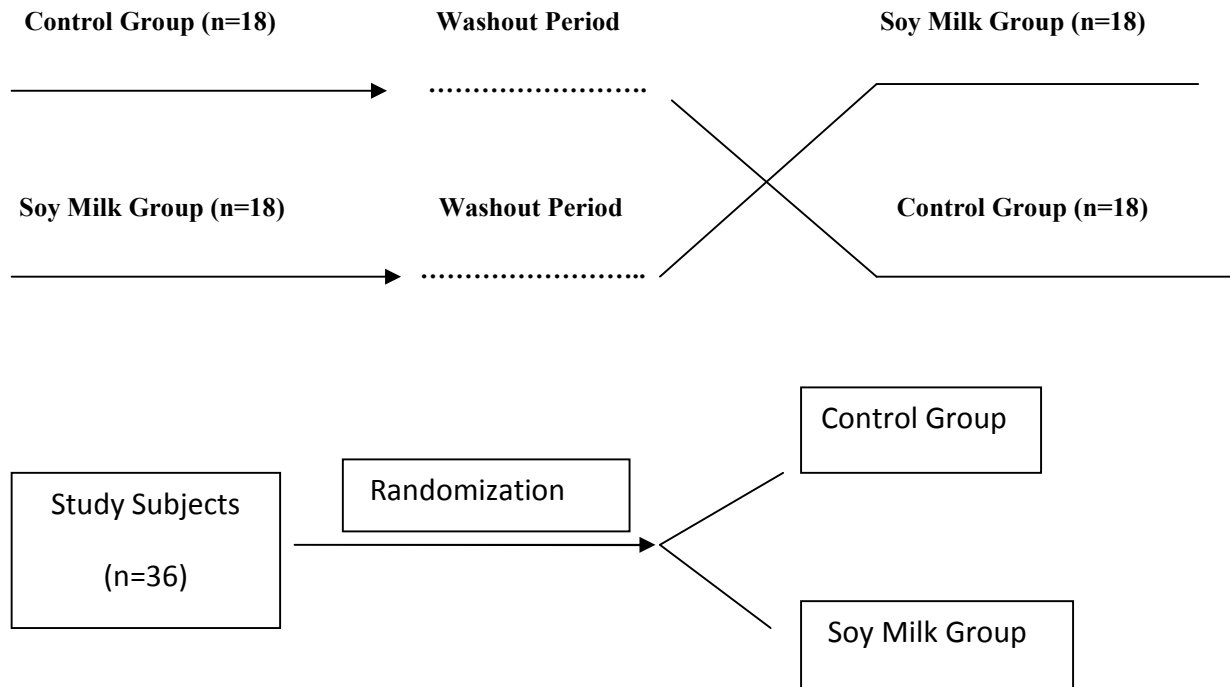 Control Group (n=18) Washout Period Soy Milk Group (n=18)
Soy Milk Group (n=18) Washout Period Control Group (n=18)
Control Group
Study Subjects
(n=36)
Randomization
Soy Milk Group